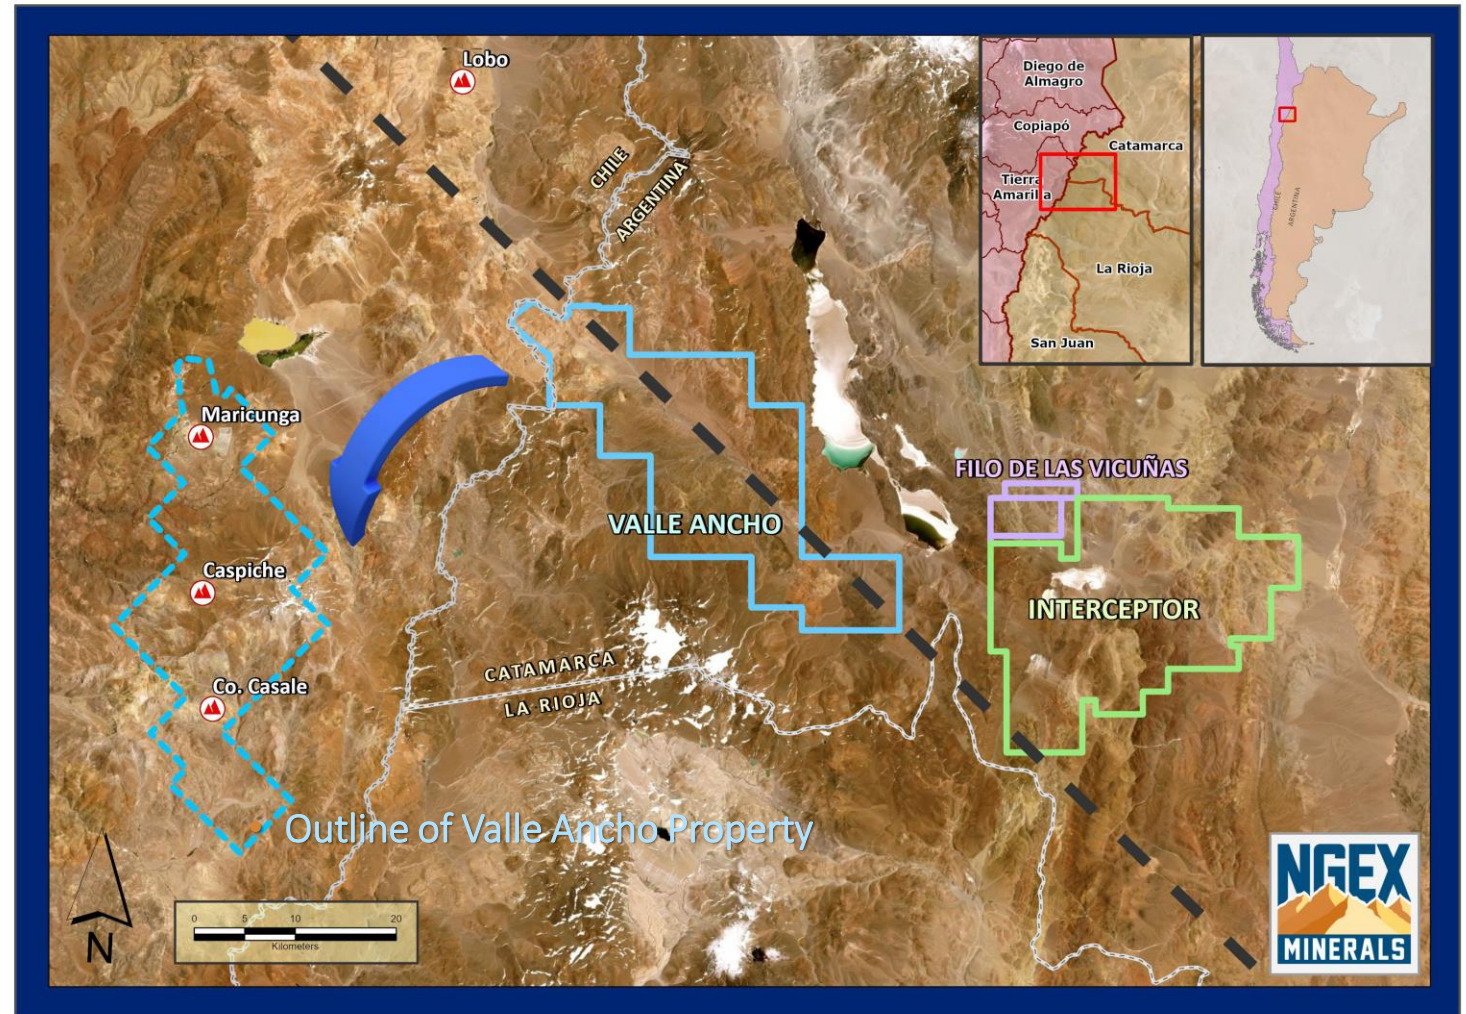 Lobo
CHILE
ARGENTINA
Diego de
Almagro
Copiapó
Catamarca
Tierra
Amarilla
La Rioja
San Juan
CHILE
ARGENTINA
Maricunga
FILO DE LAS VICUÑAS
VALLE ANCHO
Caspiche
INTERCEPTOR
CATAMARCA
LA RIOJA
Co. Casale
Outline of Valle Ancho Property
0 5 10 20
Kilometers
N
NGEX
MINERALS